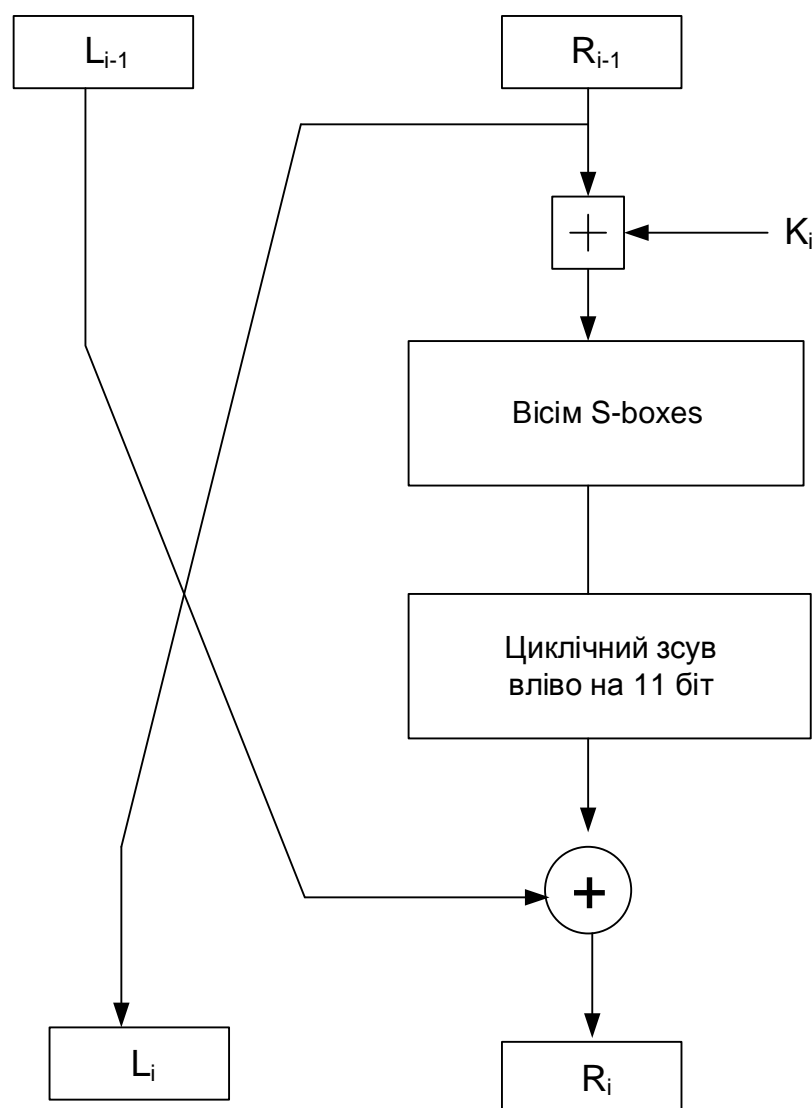 Lᵢ₋₁
Rᵢ₋₁
+
Kᵢ
Вісім S-boxes
Циклічний зсув
вліво на 11 біт
+
Lᵢ
Rᵢ